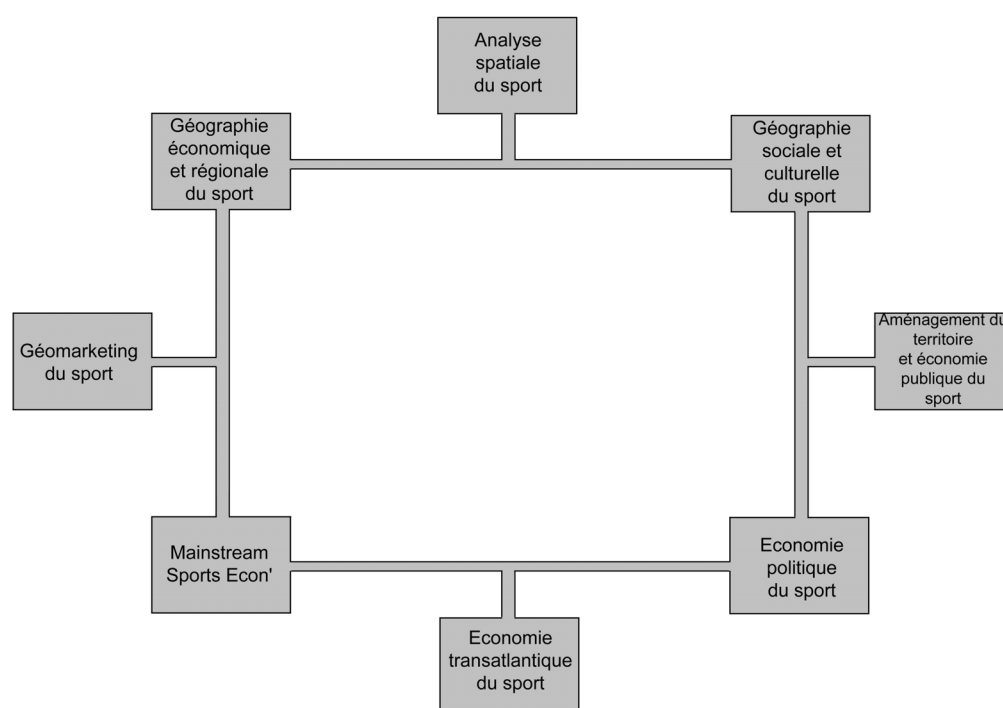 Analyse
spatiale
du sport
Géographie
économique
et régionale
du sport
Géographie
sociale et
culturelle
du sport
Géomarketing
du sport
Aménagement du
territoire
et économie
publique du
sport
Mainstream
Sports Econ'
Economie
politique
du sport
Economie
transatlantique
du sport